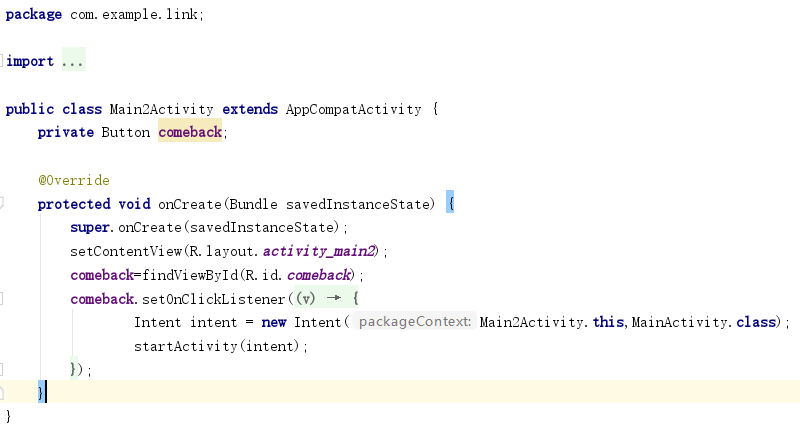 package com.example.link;
import ...
public class Main2Activity extends AppCompatActivity {
private Button comeback;
@Override
protected void onCreate(Bundle savedInstanceState) {
super.onCreate(savedInstanceState);
setContentView(R.layout.activity_main2);
comeback=findViewById(R.id.comeback);
comeback.setOnClickListener((v) → {
Intent intent = new Intent( packageContext: Main2Activity.this,MainActivity.class);
startActivity(intent);
});
}
}